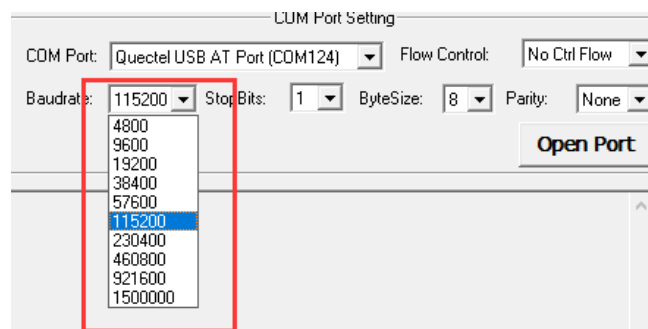 COM Port Setting
COM Port: Quectel USB AT Port (COM124) Flow Control: No Ctrl Flow
Baudrate: 115200 StopBits: 1 ByteSize: 8 Parity: None
4800
9600
19200
38400
57600
115200
230400
460800
921600
1500000
Open Port